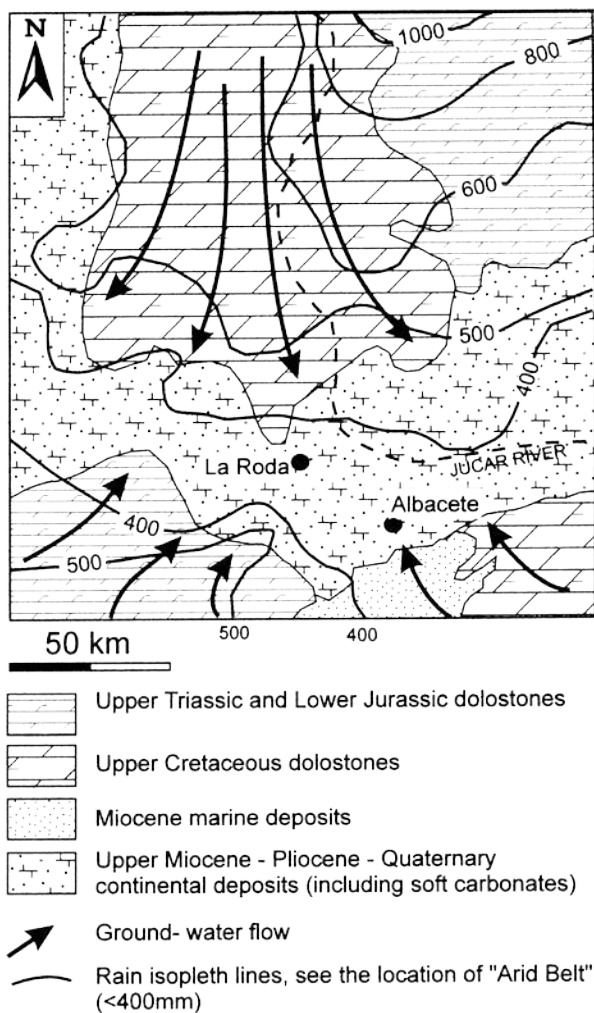 N
1000
800
600
500
400
La Roda
JUCAR RIVER
Albacete
400
500
500
400
50 km
Upper Triassic and Lower Jurassic dolostones
Upper Cretaceous dolostones
Miocene marine deposits
Upper Miocene - Pliocene - Quaternary
continental deposits (including soft carbonates)
Ground- water flow
Rain isopleth lines, see the location of "Arid Belt"
(<400mm)